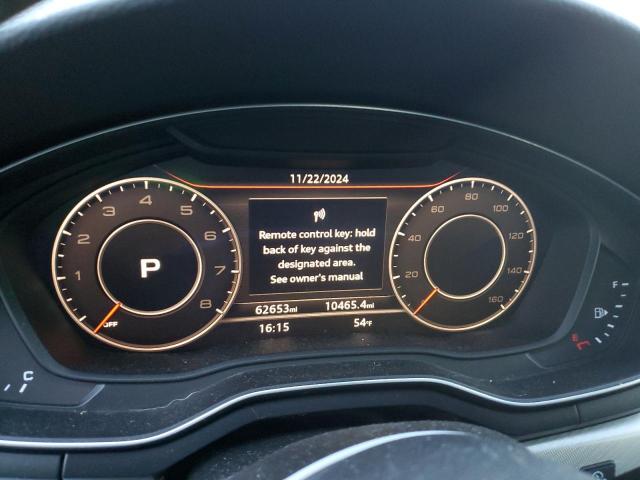 11/22/2024
Remote control key: hold
back of key against the
designated area.
See owner's manual
62653mi 10465.4mi
16:15 54°F
1 2 3 4 5 6 7 8
P
OFF
20 40 60 80 100 120 140 160
C
F
E